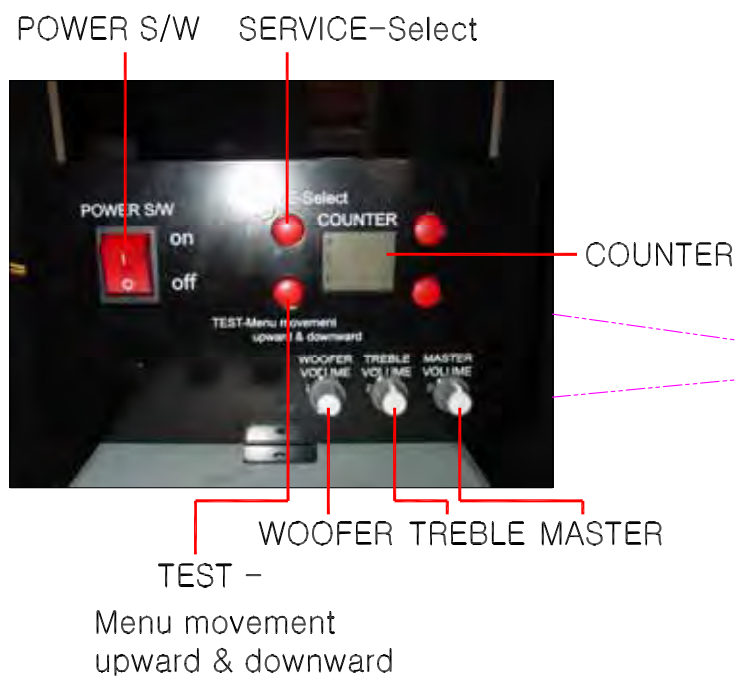 POWER S/W SERVICE-Select
E-Select
POWER S/W
COUNTER
on
off
COUNTER
TEST-Menu movement
upward & downward
WOOFER TREBLE MASTER
VOLUME VOLUME VOLUME
WOOFER TREBLE MASTER
TEST -
Menu movement
upward & downward